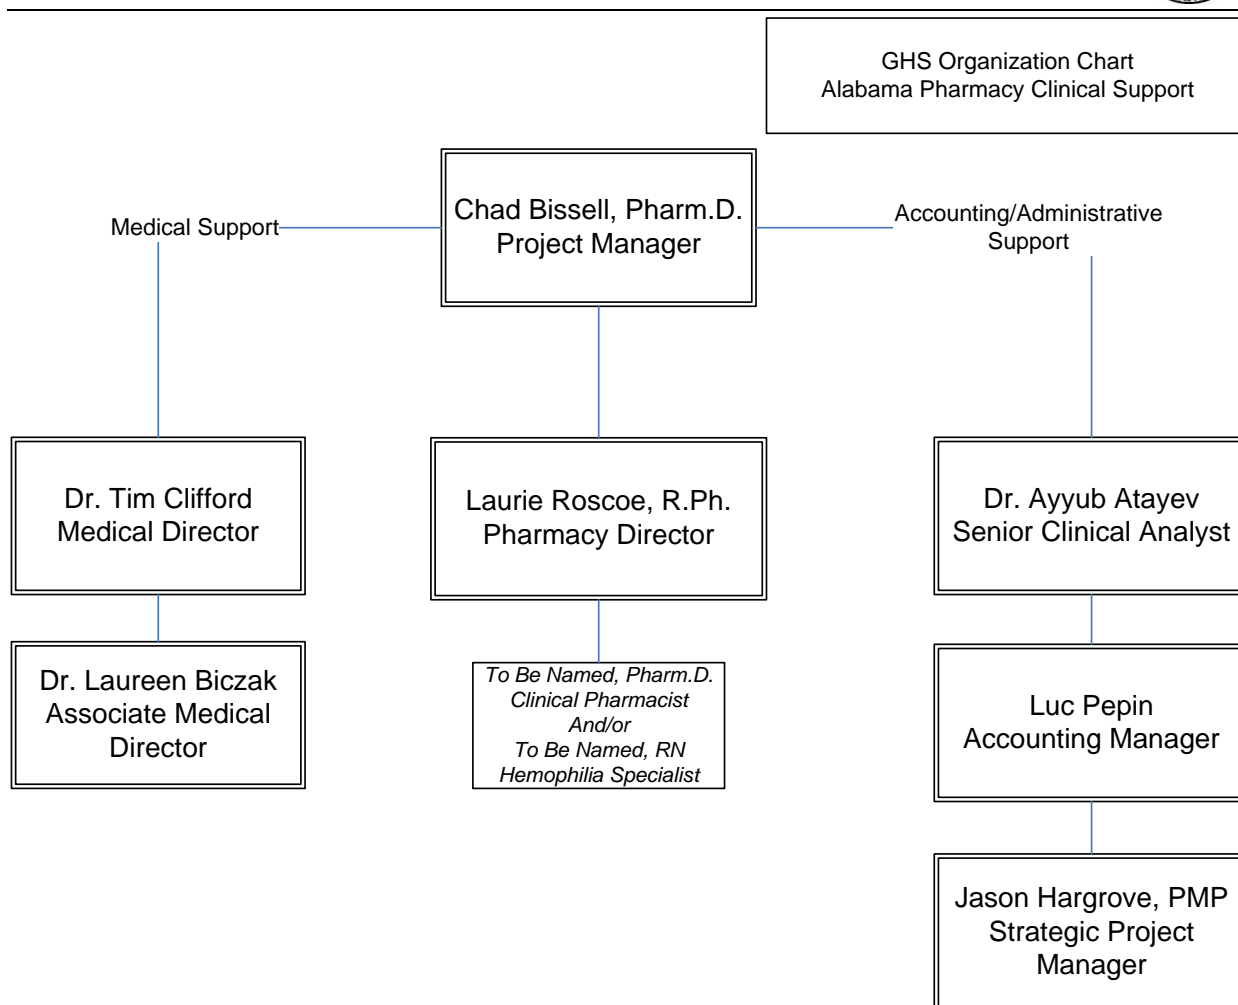 GHS Organization Chart
Alabama Pharmacy Clinical Support
Chad Bissell, Pharm.D.
Project Manager
Medical Support
Accounting/Administrative
Support
Dr. Tim Clifford
Medical Director
Laurie Roscoe, R.Ph.
Pharmacy Director
Dr. Ayyub Atayev
Senior Clinical Analyst
Dr. Laureen Biczak
Associate Medical
Director
To Be Named, Pharm.D.
Clinical Pharmacist
And/or
To Be Named, RN
Hemophilia Specialist
Luc Pepin
Accounting Manager
Jason Hargrove, PMP
Strategic Project
Manager